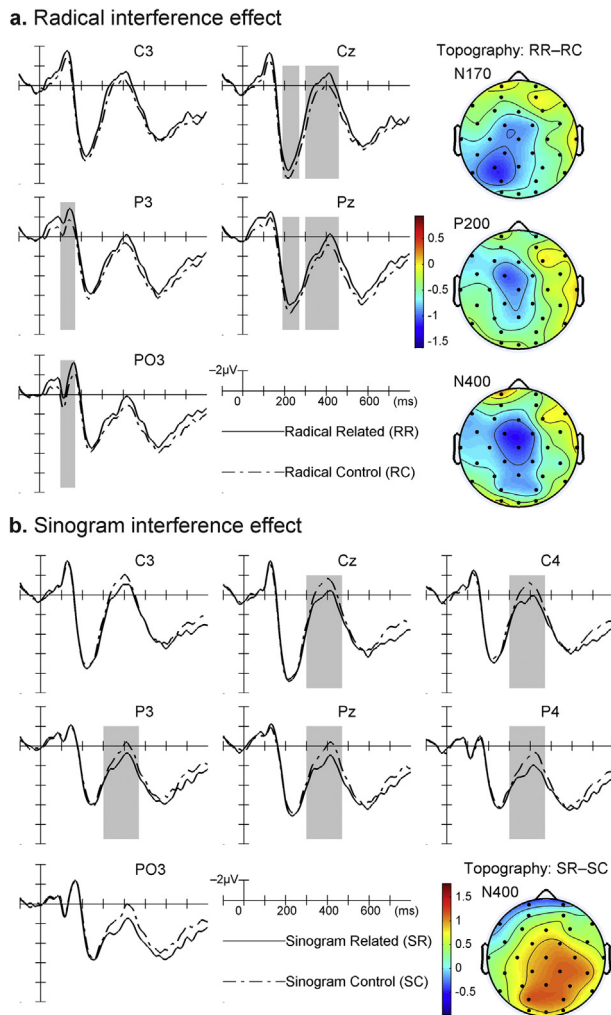 a. Radical interference effect
C3
Cz
Topography: RR–RC
N170
P3
Pz
P200
1
0.5
0
-0.5
-1
-1.5
PO3
–2μV
200 400 600 (ms)
N400
Radical Related (RR)
Radical Control (RC)
b. Sinogram interference effect
C3
Cz
C4
P3
Pz
P4
PO3
–2μV
200 400 600 (ms)
Topography: SR–SC
N400
1.5
1
0.5
0
-0.5
-1
Sinogram Related (SR)
Sinogram Control (SC)